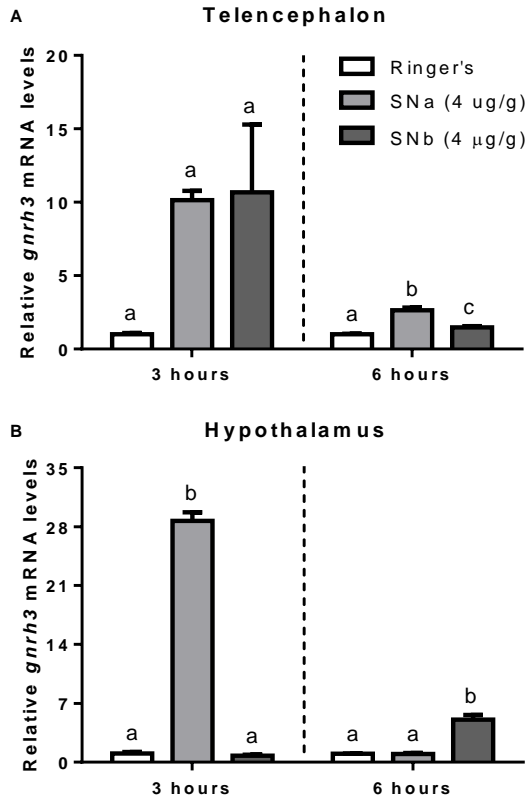 A
Telencephalon
Relative gnrh3 mRNA levels
20
15
10
5
0
Ringer's
SNa (4 ug/g)
SNb (4 μg/g)
a
a
a
a
b
c
3 hours
6 hours
B
Hypothalamus
Relative gnrh3 mRNA levels
35
28
21
14
7
0
a
b
a
a
a
b
3 hours
6 hours